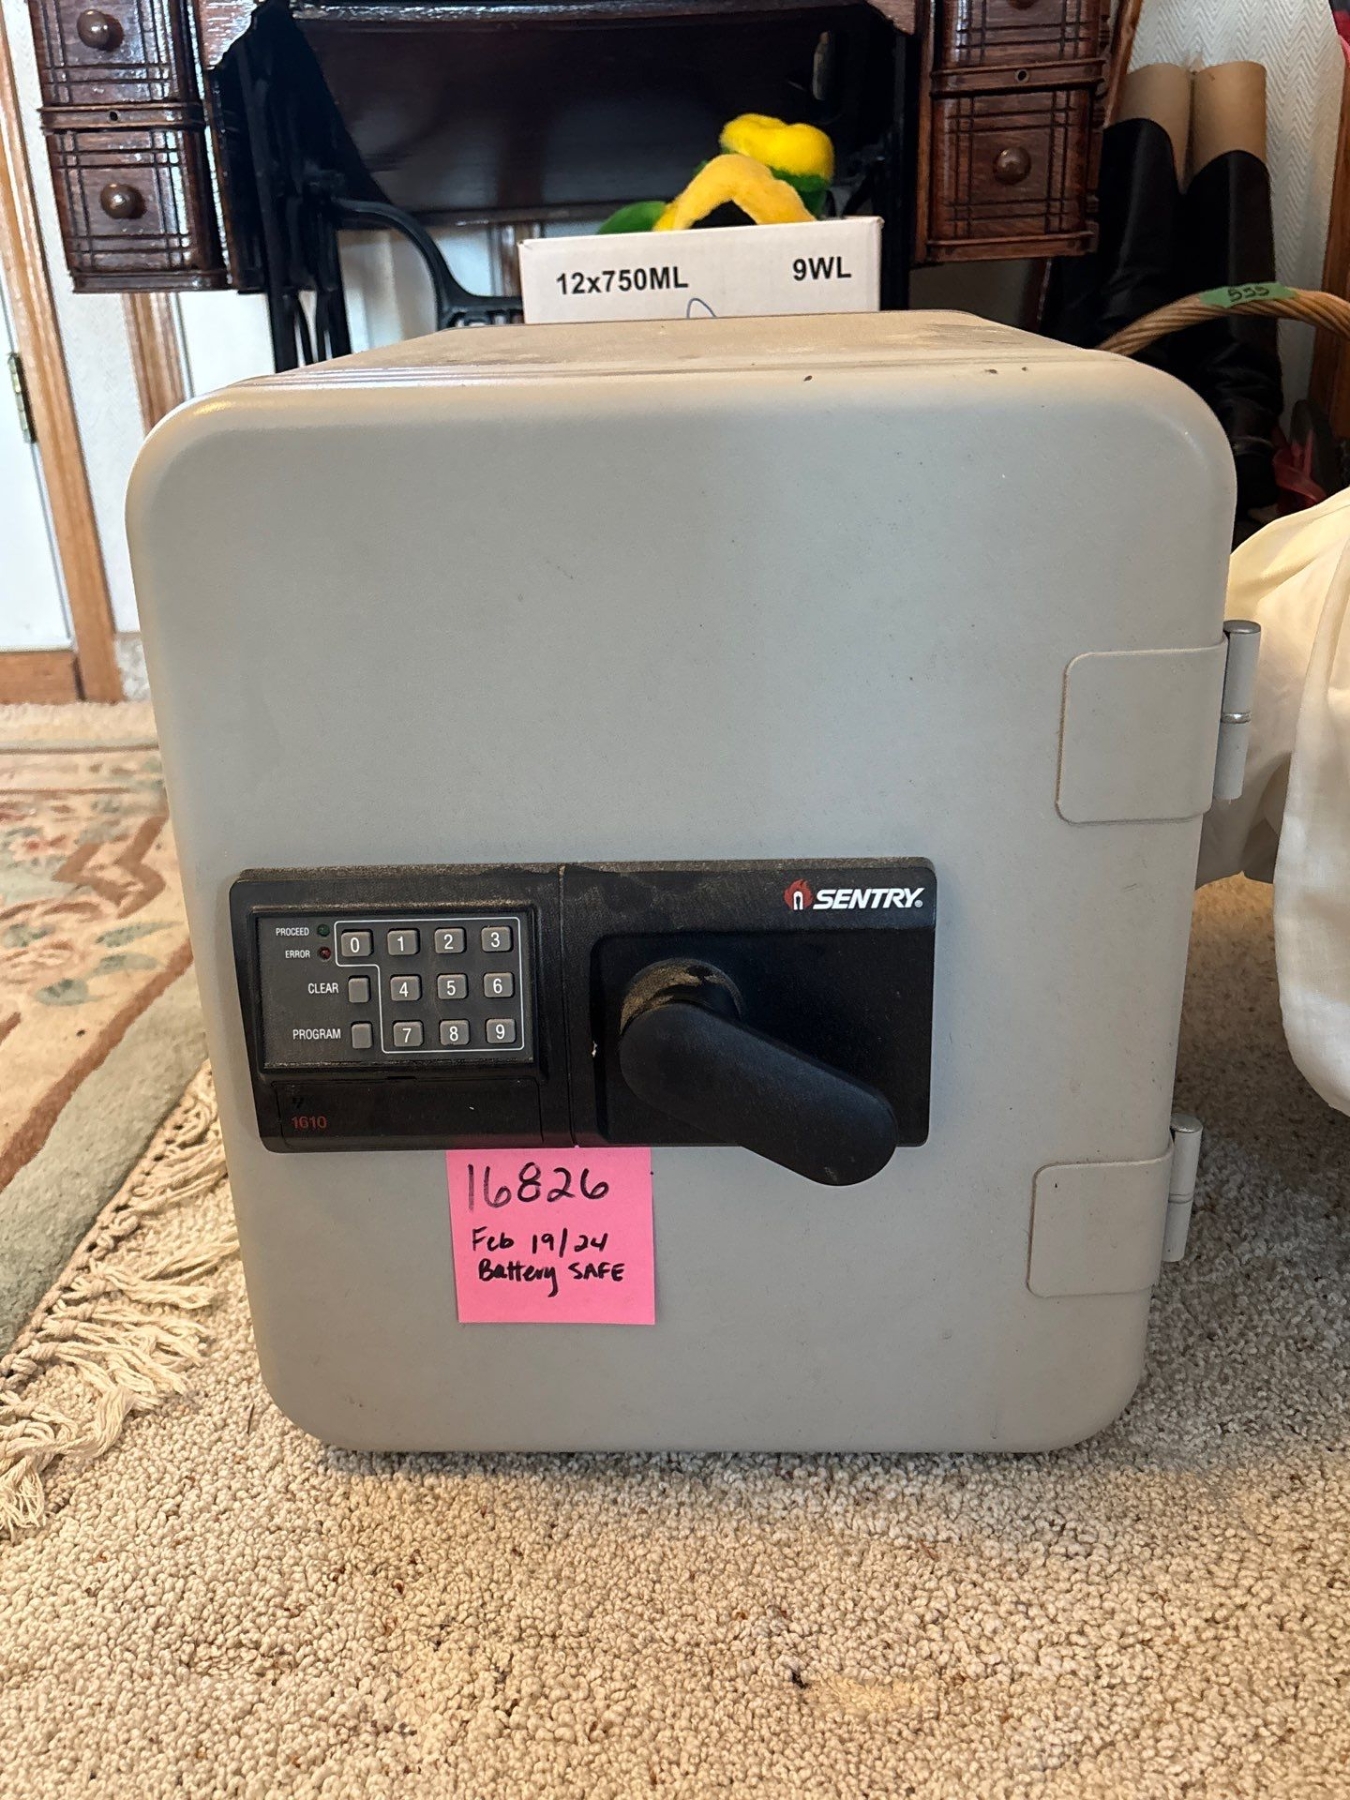 555
12x750ML 9WL
SENTRY®
PROCEED
ERROR
CLEAR
PROGRAM
0 1 2 3
4 5 6
7 8 9
1610
16826
Feb 19/24
Battery SAFE